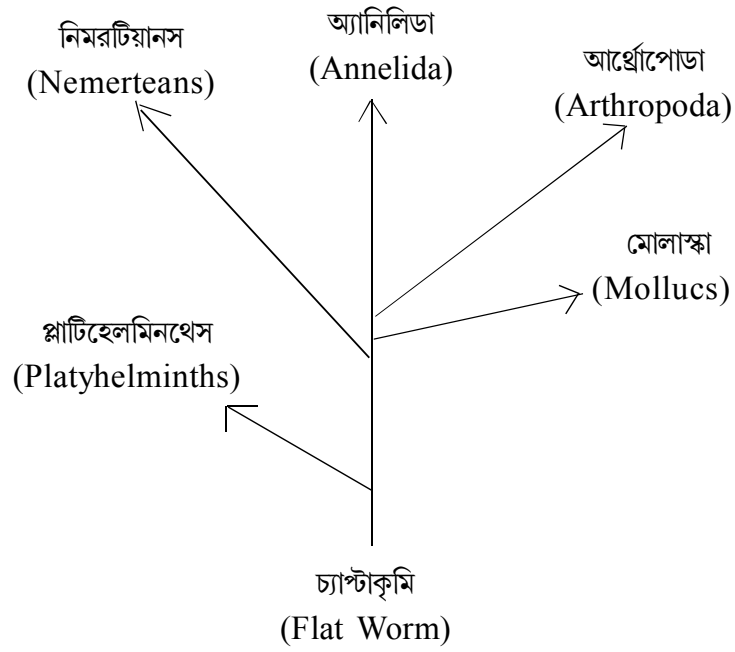 নিমরটিয়ানস
(Nemerteans)
অ্যানিলিডা
(Annelida)
আর্থ্রোপোডা
(Arthropoda)
মোলাস্কা
(Mollucs)
প্লাটিহেলমিনথেস
(Platyhelminths)
চ্যাপ্টাকৃমি
(Flat Worm)